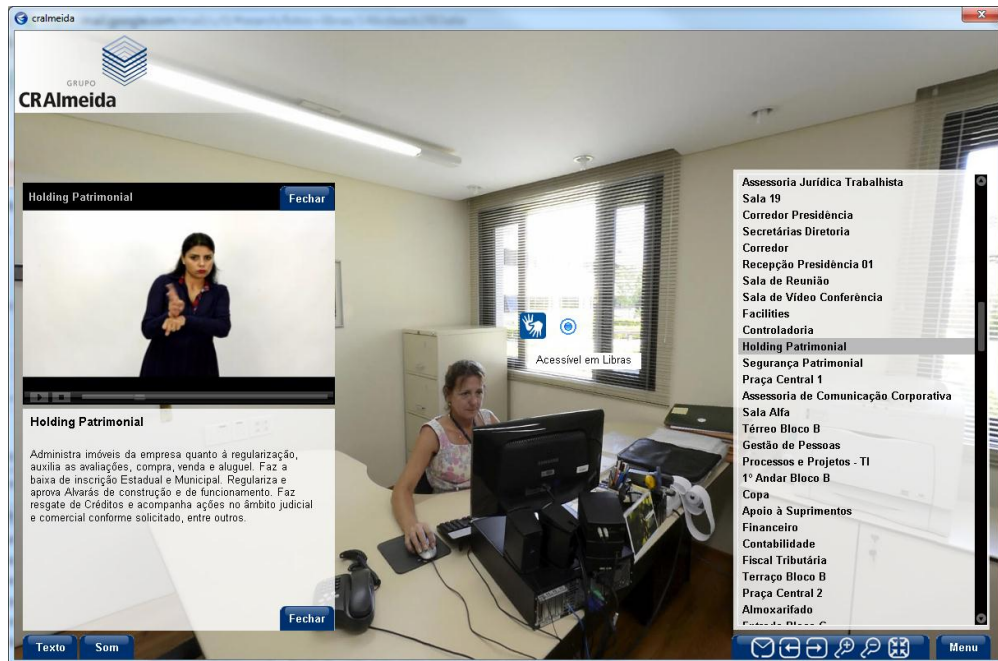 cralmeida
GRUPO
CRAlmeida
Holding Patrimonial
Fechar
Holding Patrimonial
Administra imóveis da empresa quanto à regularização,
auxilia as avaliações, compra, venda e aluguel. Faz a
baixa de inscrição Estadual e Municipal. Regulariza e
aprova Alvarás de construção e de funcionamento. Faz
resgate de Créditos e acompanha ações no âmbito judicial
e comercial conforme solicitado, entre outros.
Fechar
Texto
Som
Acessível em Libras
Assessoria Jurídica Trabalhista
Sala 19
Corredor Presidência
Secretárias Diretoria
Corredor
Recepção Presidência 01
Sala de Reunião
Sala de Vídeo Conferência
Facilities
Controladoria
Holding Patrimonial
Segurança Patrimonial
Praça Central 1
Assessoria de Comunicação Corporativa
Sala Alfa
Térreo Bloco B
Gestão de Pessoas
Processos e Projetos - TI
1º Andar Bloco B
Copa
Apoio à Suprimentos
Financeiro
Contabilidade
Fiscal Tributária
Terraço Bloco B
Praça Central 2
Almoxarifado
Menu